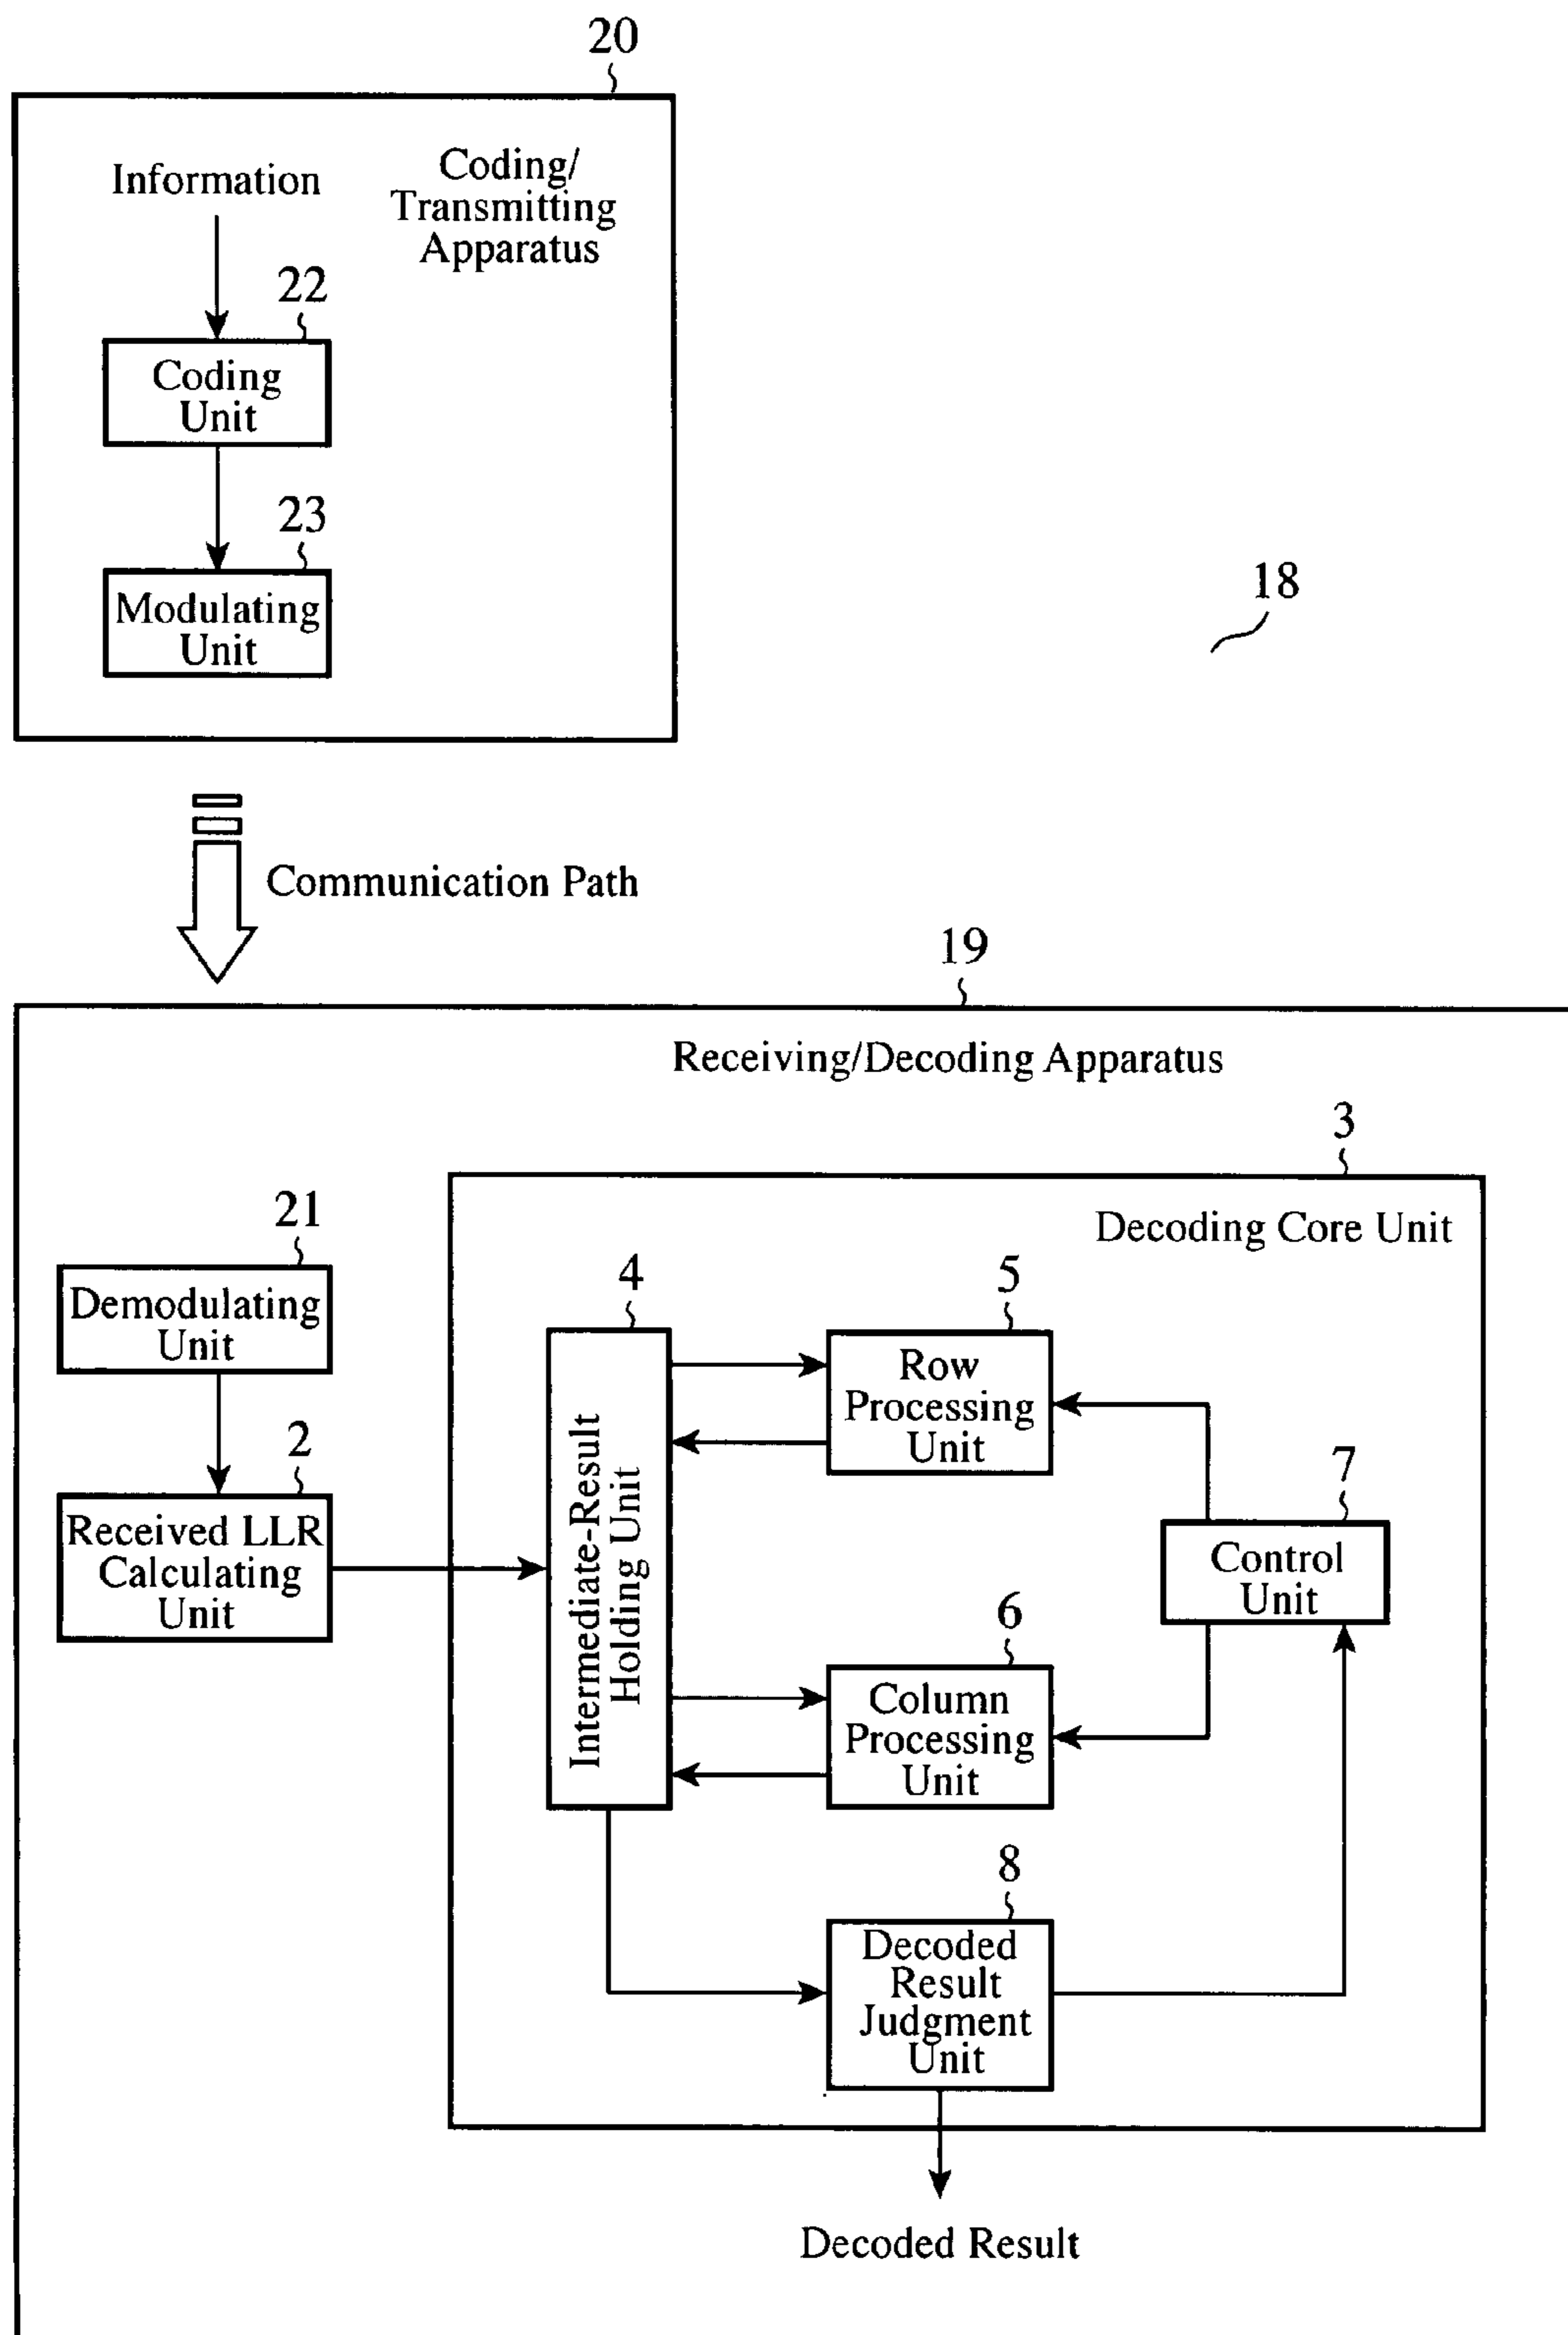 20
Information
Coding/
Transmitting
Apparatus
22
Coding
Unit
23
Modulating
Unit
18
Communication Path
19
Receiving/Decoding Apparatus
3
Decoding Core Unit
21
Demodulating
Unit
2
Received LLR
Calculating
Unit
4
Intermediate-Result
Holding Unit
5
Row
Processing
Unit
7
Control
Unit
6
Column
Processing
Unit
8
Decoded
Result
Judgment
Unit
Decoded Result